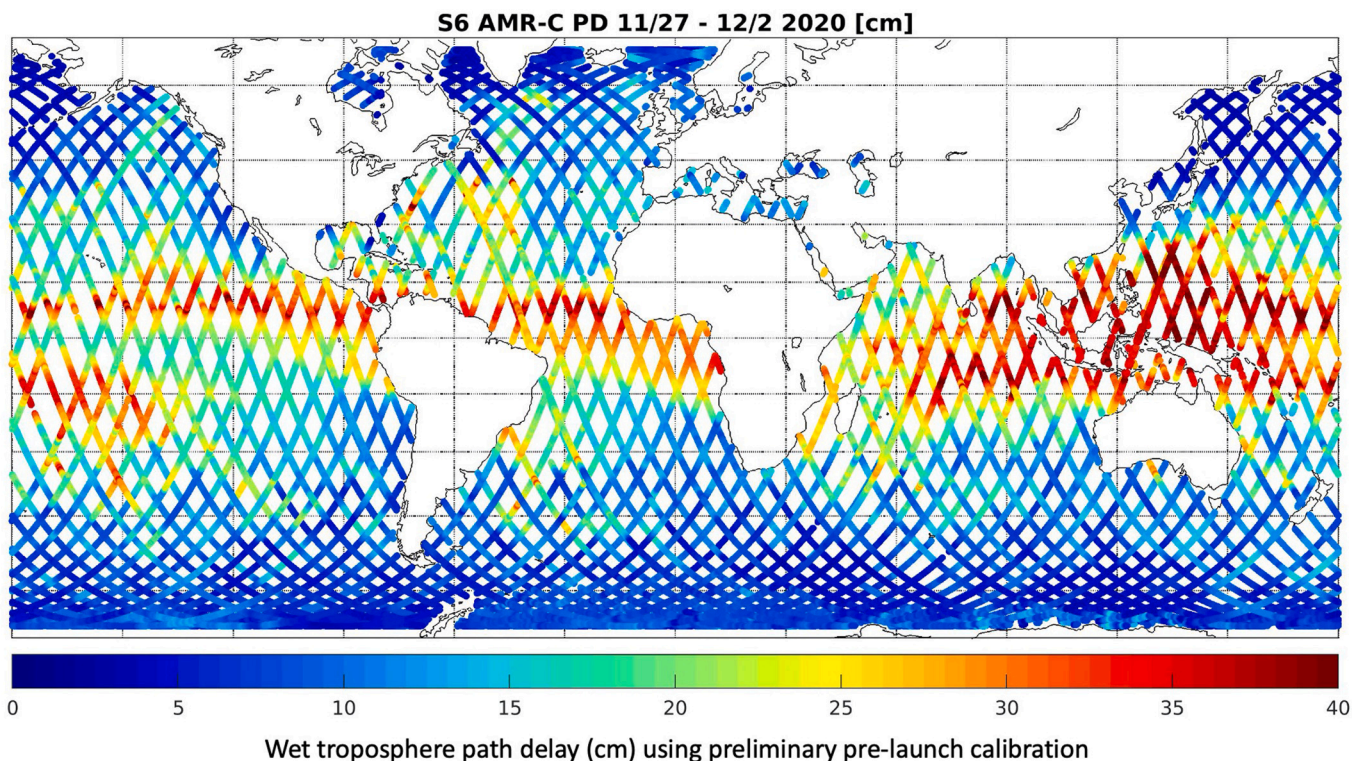 S6 AMR-C PD 11/27 - 12/2 2020 [cm]
0 5 10 15 20 25 30 35 40
Wet troposphere path delay (cm) using preliminary pre-launch calibration